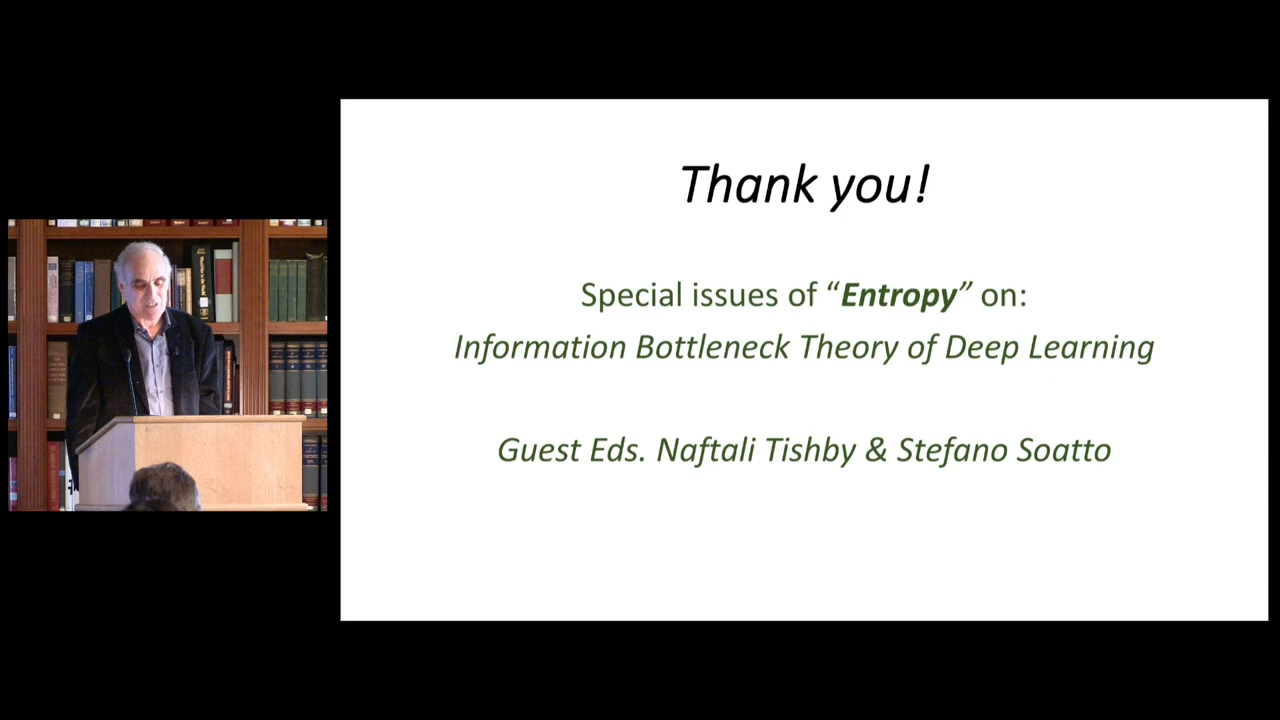 Thank you!
Special issues of “Entropy” on:
Information Bottleneck Theory of Deep Learning
Guest Eds. Naftali Tishby & Stefano Soatto